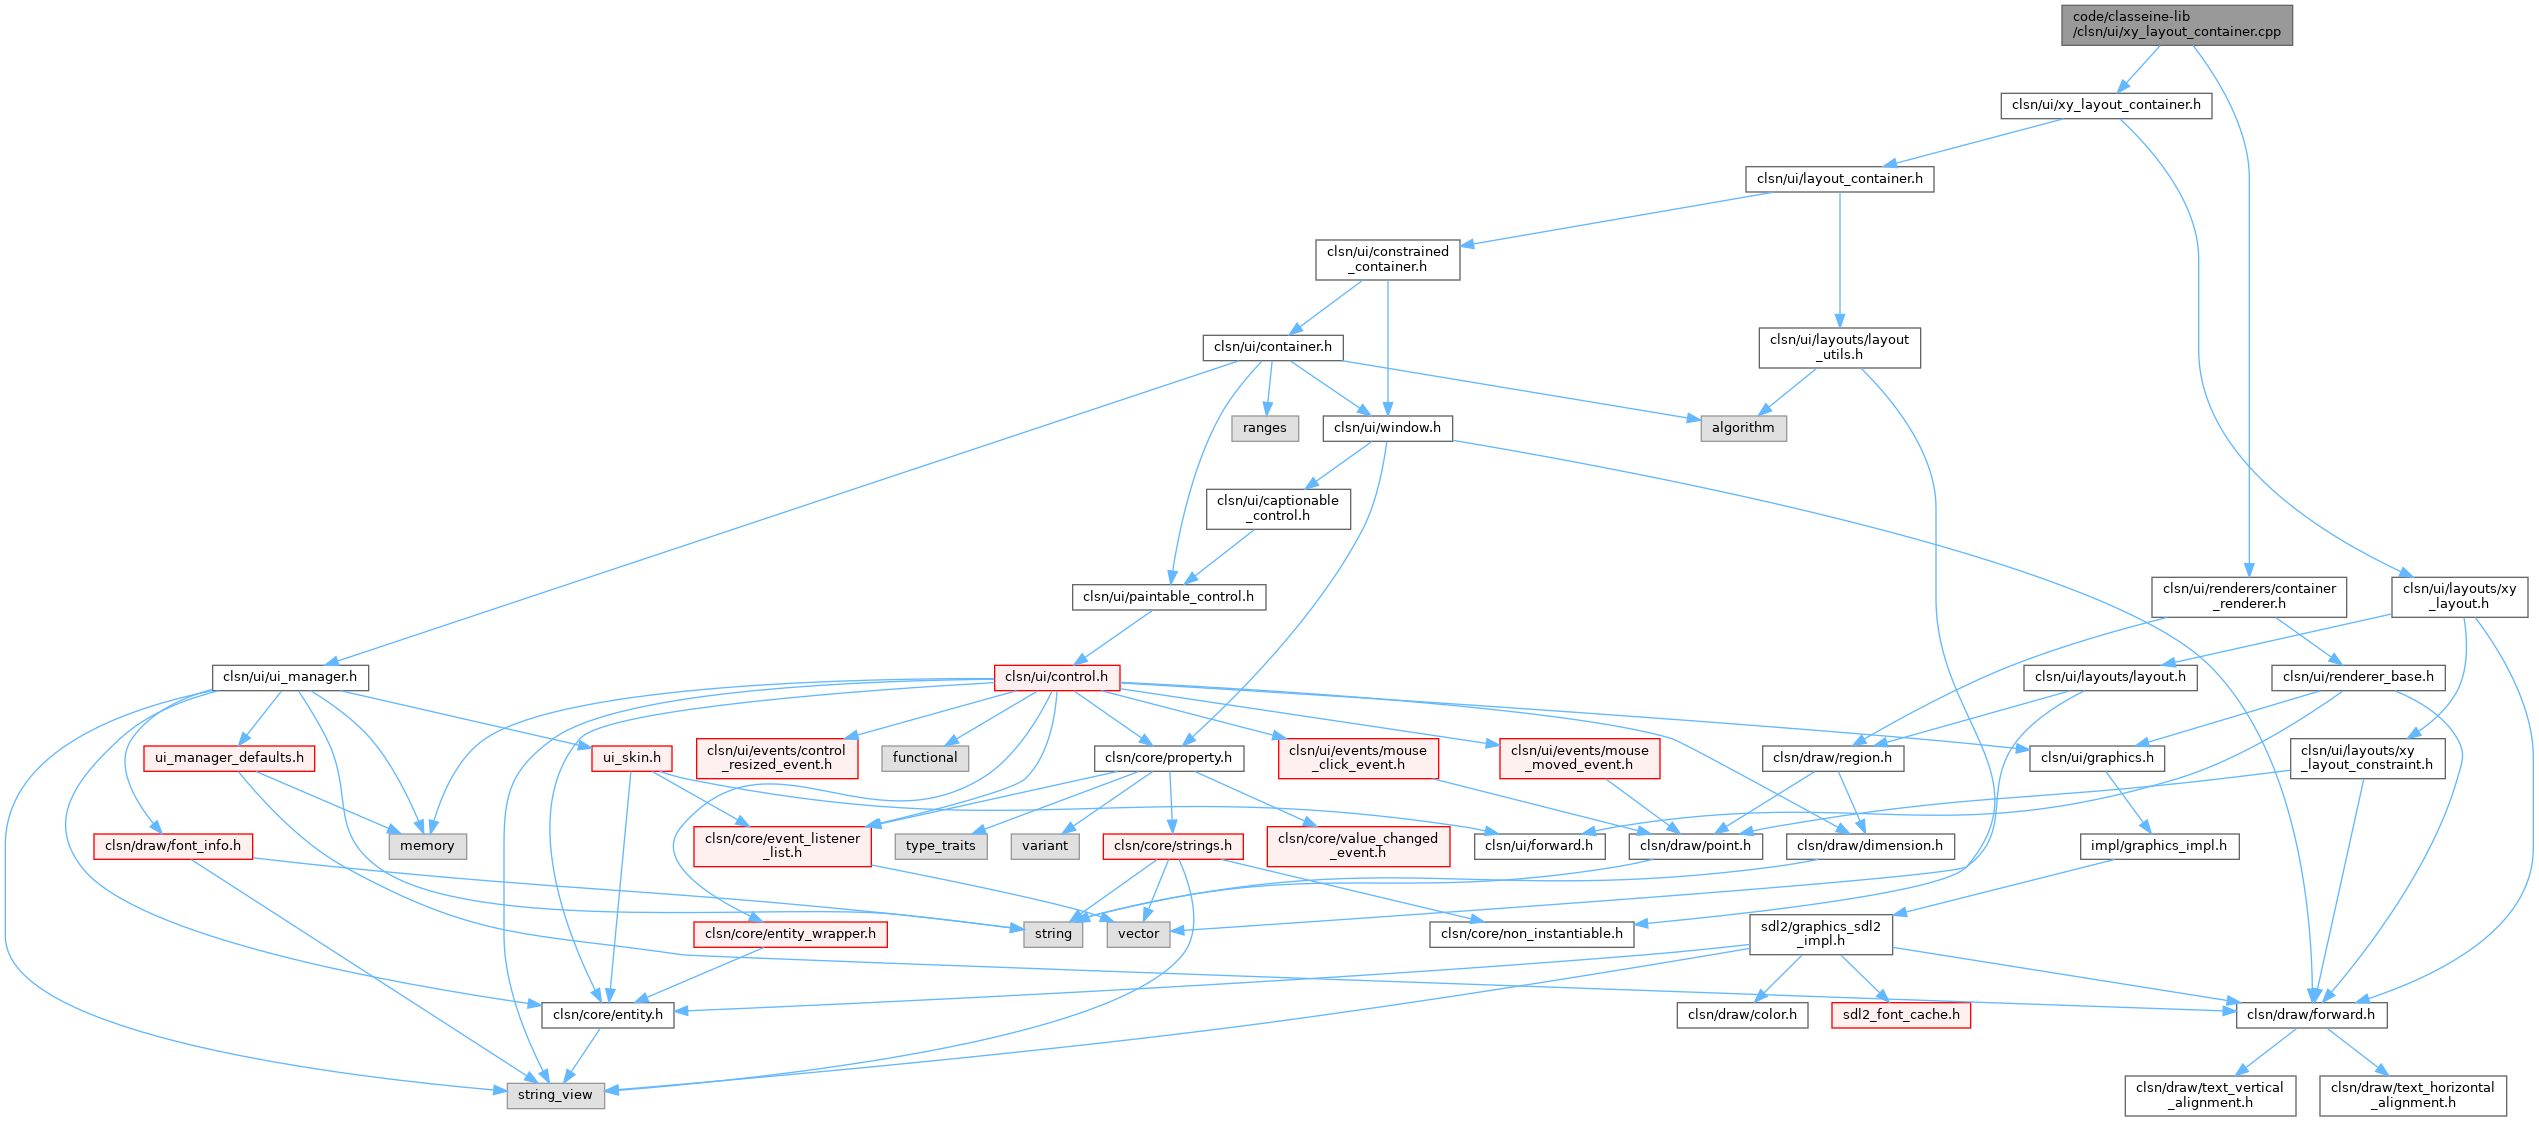 code/classeine-lib
/clsn/ui/xy_layout_container.cpp
clsn/ui/xy_layout_container.h
clsn/ui/layout_container.h
clsn/ui/constrained
_container.h
clsn/ui/container.h
clsn/ui/layouts/layout
_utils.h
ranges
clsn/ui/window.h
algorithm
clsn/ui/captionable
_control.h
clsn/ui/paintable_control.h
clsn/ui/renderers/container
_renderer.h
clsn/ui/layouts/xy
_layout.h
clsn/ui/ui_manager.h
clsn/ui/control.h
clsn/ui/layouts/layout.h
clsn/ui/renderer_base.h
ui_manager_defaults.h
ui_skin.h
clsn/ui/events/control
_resized_event.h
functional
clsn/core/property.h
clsn/ui/events/mouse
_click_event.h
clsn/ui/events/mouse
_moved_event.h
clsn/draw/region.h
clsn/ui/graphics.h
clsn/ui/layouts/xy
_layout_constraint.h
clsn/draw/font_info.h
memory
clsn/core/event_listener
_list.h
type_traits
variant
clsn/core/strings.h
clsn/core/value_changed
_event.h
clsn/ui/forward.h
clsn/draw/point.h
clsn/draw/dimension.h
impl/graphics_impl.h
clsn/core/entity_wrapper.h
string
vector
clsn/core/non_instantiable.h
sdl2/graphics_sdl2
_impl.h
clsn/core/entity.h
clsn/draw/color.h
sdl2_font_cache.h
clsn/draw/forward.h
string_view
clsn/draw/text_vertical
_alignment.h
clsn/draw/text_horizontal
_alignment.h